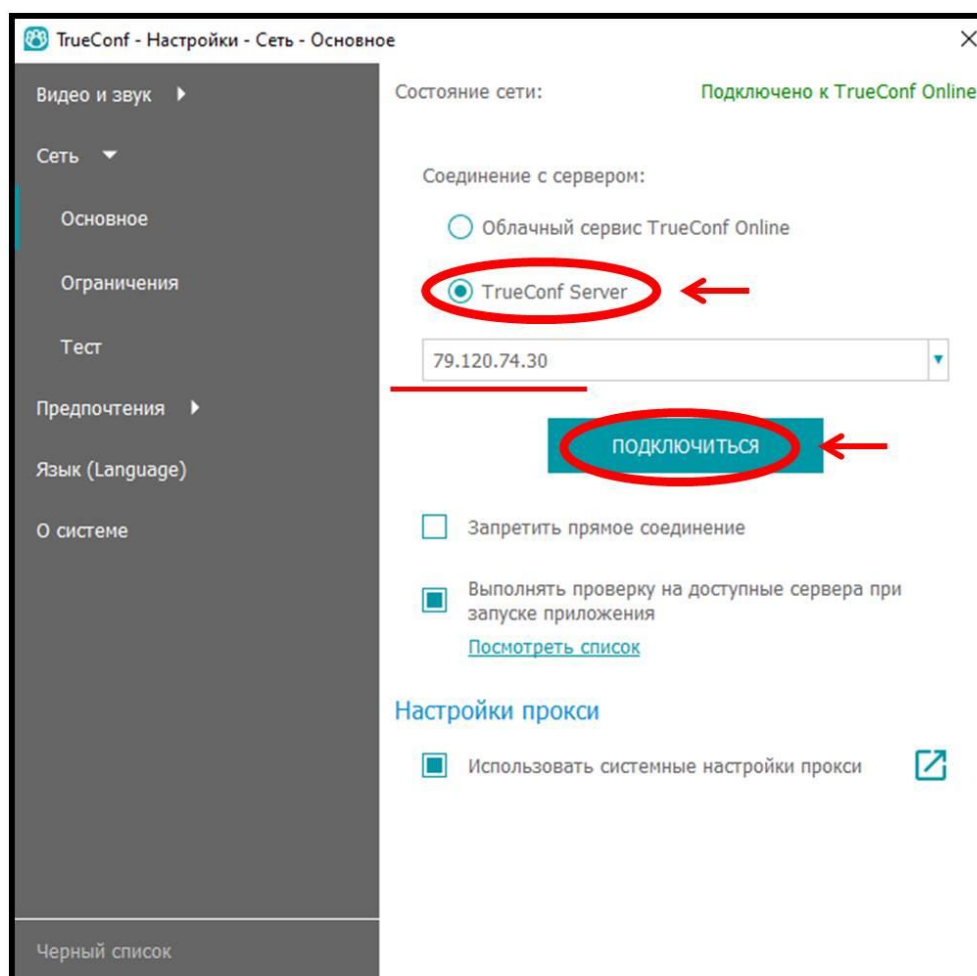 TrueConf - Настройки - Сеть - Основное
Видео и звук
Сеть
Основное
Ограничения
Тест
Предпочтения
Язык (Language)
О системе
Черный список
Состояние сети: Подключено к TrueConf Online
Соединение с сервером:
Облачный сервис TrueConf Online
TrueConf Server
79.120.74.30
ПОДКЛЮЧИТЬСЯ
Запретить прямое соединение
Выполнять проверку на доступные сервера при
запуске приложения
Посмотреть список
Настройки прокси
Использовать системные настройки прокси